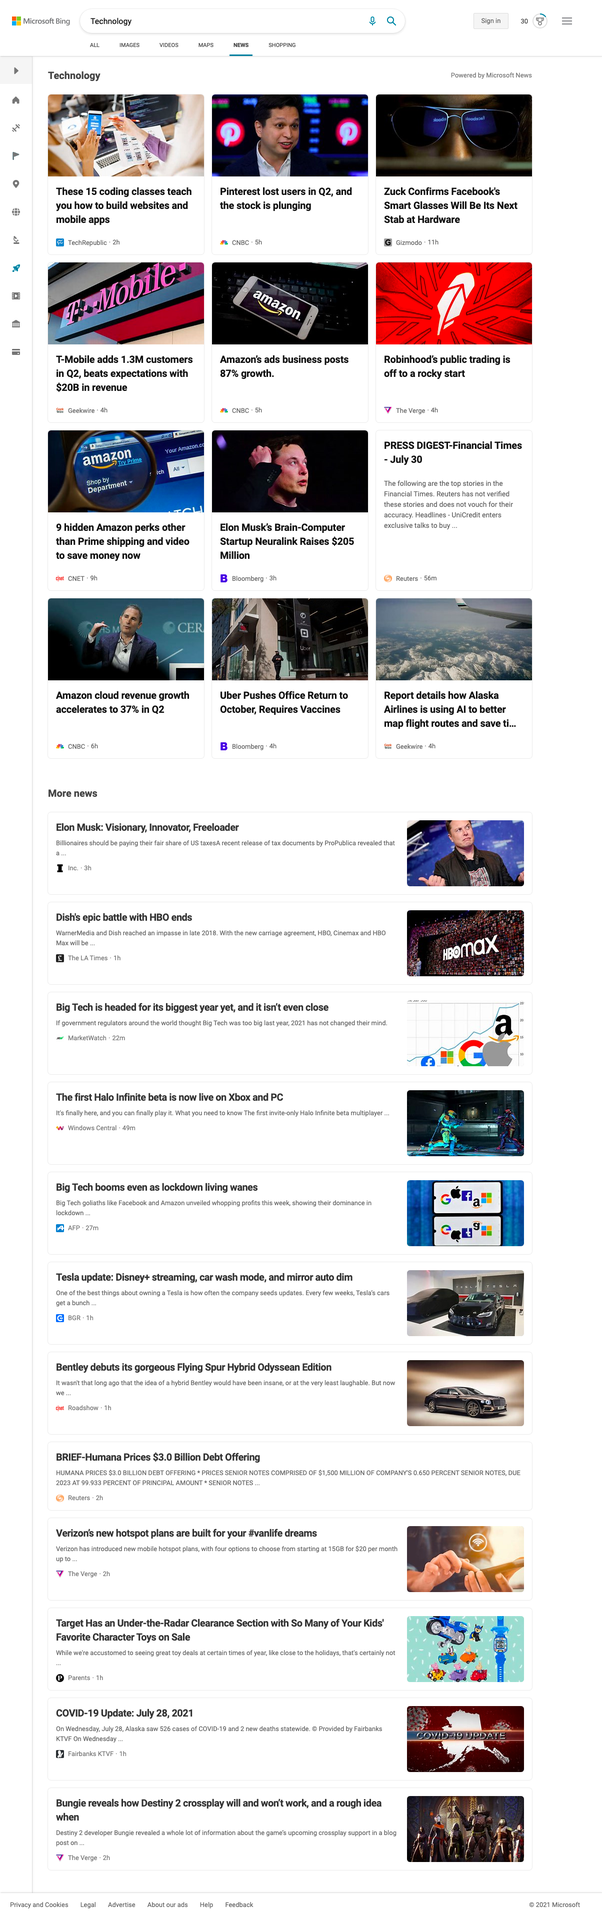 Microsoft Bing
Technology
Sign in
30
ALL
IMAGES
VIDEOS
MAPS
NEWS
SHOPPING
Technology
Powered by Microsoft News
These 15 coding classes teach
you how to build websites and
mobile apps
TechRepublic · 2h
Pinterest lost users in Q2, and
the stock is plunging
CNBC · 5h
Zuck Confirms Facebook's
Smart Glasses Will Be Its Next
Stab at Hardware
Gizmodo · 11h
T-Mobile
T-Mobile adds 1.3M customers
in Q2, beats expectations with
$20B in revenue
Geekwire · 4h
amazon
Amazon's ads business posts
87% growth.
CNBC · 5h
Robinhood's public trading is
off to a rocky start
The Verge · 4h
amazon
Try Prime
Your Amazon.co
Shop by
Department
All
9 hidden Amazon perks other
than Prime shipping and video
to save money now
CNET · 9h
Elon Musk's Brain-Computer
Startup Neuralink Raises $205
Million
Bloomberg · 3h
PRESS DIGEST-Financial Times
- July 30
The following are the top stories in the
Financial Times. Reuters has not verified
these stories and does not vouch for their
accuracy. Headlines - UniCredit enters
exclusive talks to buy ...
Reuters · 56m
CER
Amazon cloud revenue growth
accelerates to 37% in Q2
CNBC · 6h
Uber Pushes Office Return to
October, Requires Vaccines
Bloomberg · 4h
Report details how Alaska
Airlines is using AI to better
map flight routes and save ti...
Geekwire · 4h
More news
Elon Musk: Visionary, Innovator, Freeloader
Billionaires should be paying their fair share of US taxesA recent release of tax documents by ProPublica revealed that
a ...
Inc. · 3h
Dish's epic battle with HBO ends
WarnerMedia and Dish reached an impasse in late 2018. With the new carriage agreement, HBO, Cinemax and HBO
Max will be ...
The LA Times · 1h
HBOmax
Big Tech is headed for its biggest year yet, and it isn't even close
If government regulators around the world thought Big Tech was too big last year, 2021 has not changed their mind.
MarketWatch · 22m
The first Halo Infinite beta is now live on Xbox and PC
It's finally here, and you can finally play it. What you need to know The first invite-only Halo Infinite beta multiplayer ...
Windows Central · 49m
Big Tech booms even as lockdown living wanes
Big Tech goliaths like Facebook and Amazon unveiled whopping profits this week, showing their dominance in
lockdown ...
AFP · 27m
Tesla update: Disney+ streaming, car wash mode, and mirror auto dim
One of the best things about owning a Tesla is how often the company seeds updates. Every few weeks, Tesla's cars
get a bunch ...
BGR · 1h
Bentley debuts its gorgeous Flying Spur Hybrid Odyssean Edition
It wasn't that long ago that the idea of a hybrid Bentley would have been insane, or at the very least laughable. But now
we ...
Roadshow · 1h
BRIEF-Humana Prices $3.0 Billion Debt Offering
HUMANA PRICES $3.0 BILLION DEBT OFFERING * PRICES SENIOR NOTES COMPRISED OF $1,500 MILLION OF COMPANY'S 0.650 PERCENT SENIOR NOTES, DUE
2023 AT 99.933 PERCENT OF PRINCIPAL AMOUNT * SENIOR NOTES ...
Reuters · 2h
Verizon's new hotspot plans are built for your #vanlife dreams
Verizon has introduced new mobile hotspot plans, with four options to choose from starting at 15GB for $20 per month
up to ...
The Verge · 2h
Target Has an Under-the-Radar Clearance Section with So Many of Your Kids'
Favorite Character Toys on Sale
While we're accustomed to seeing great toy deals at certain times of year, like close to the holidays, that's certainly not
...
Parents · 1h
COVID-19 Update: July 28, 2021
On Wednesday, July 28, Alaska saw 526 cases of COVID-19 and 2 new deaths statewide. © Provided by Fairbanks
KTVF On Wednesday ...
Fairbanks KTVF · 1h
COVID-19 UPDATE
Bungie reveals how Destiny 2 crossplay will and won't work, and a rough idea
when
Destiny 2 developer Bungie revealed a whole lot of information about the game's upcoming crossplay support in a blog
post on ...
The Verge · 2h
Privacy and Cookies
Legal
Advertise
About our ads
Help
Feedback
© 2021 Microsoft